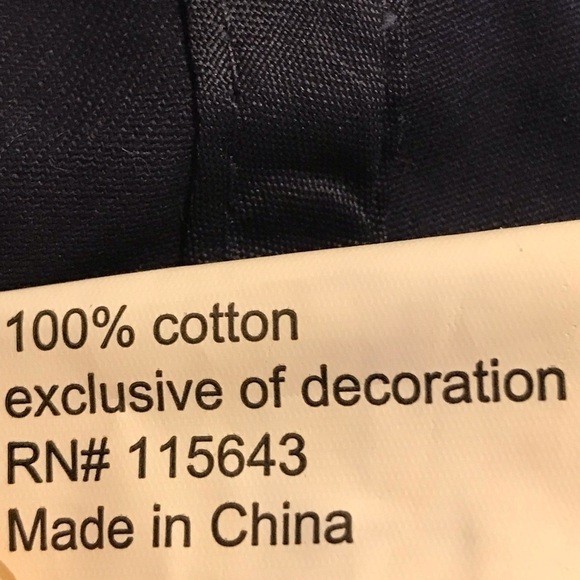 100% cotton
exclusive of decoration
RN# 115643
Made in China